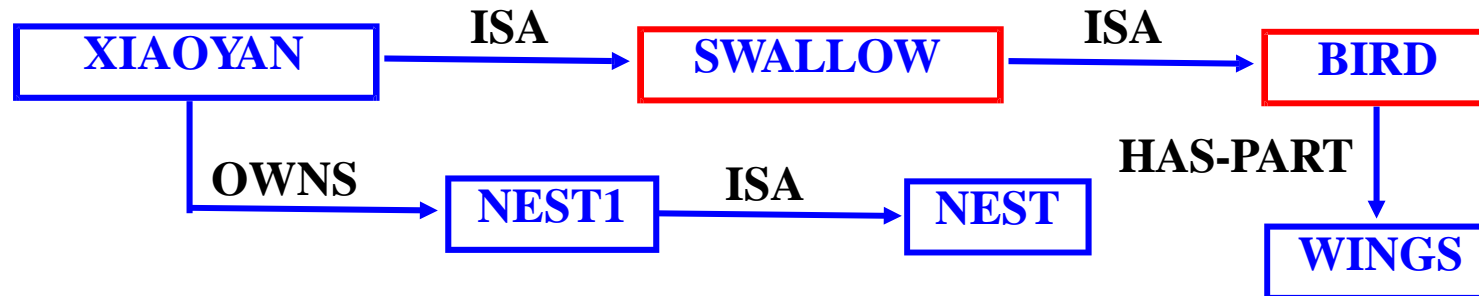 ISA
ISA
XIAOYAN
SWALLOW
BIRD
HAS-PART
OWNS
ISA
NEST1
NEST
WINGS